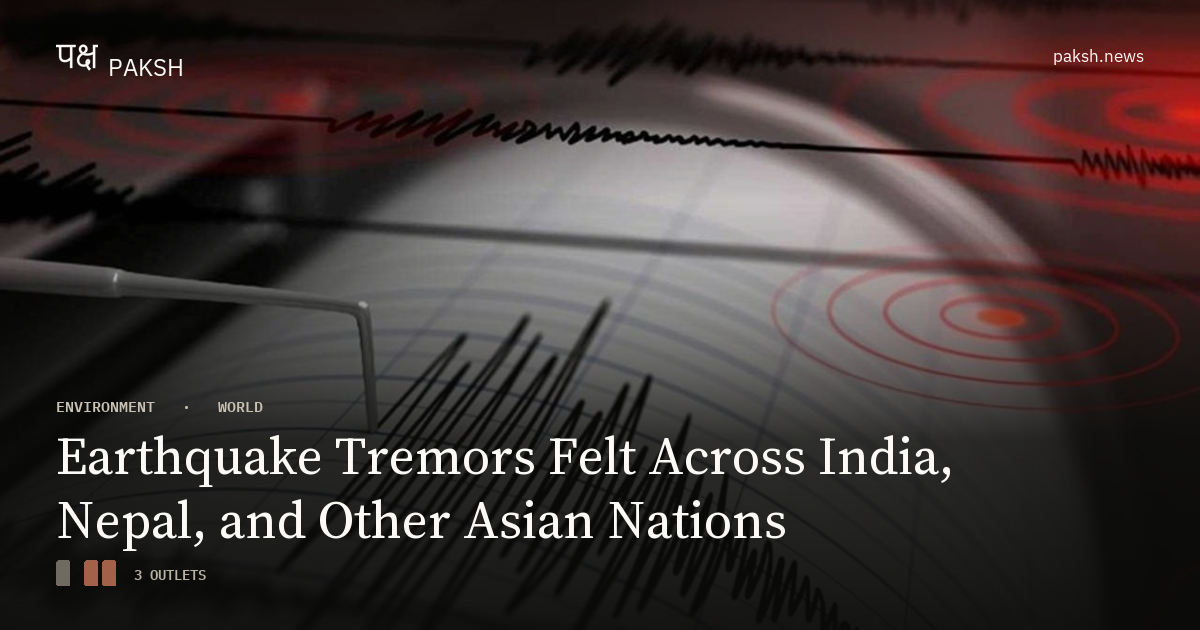 पक्ष PAKSH
paksh.news
ENVIRONMENT · WORLD
Earthquake Tremors Felt Across India,
Nepal, and Other Asian Nations
3 OUTLETS